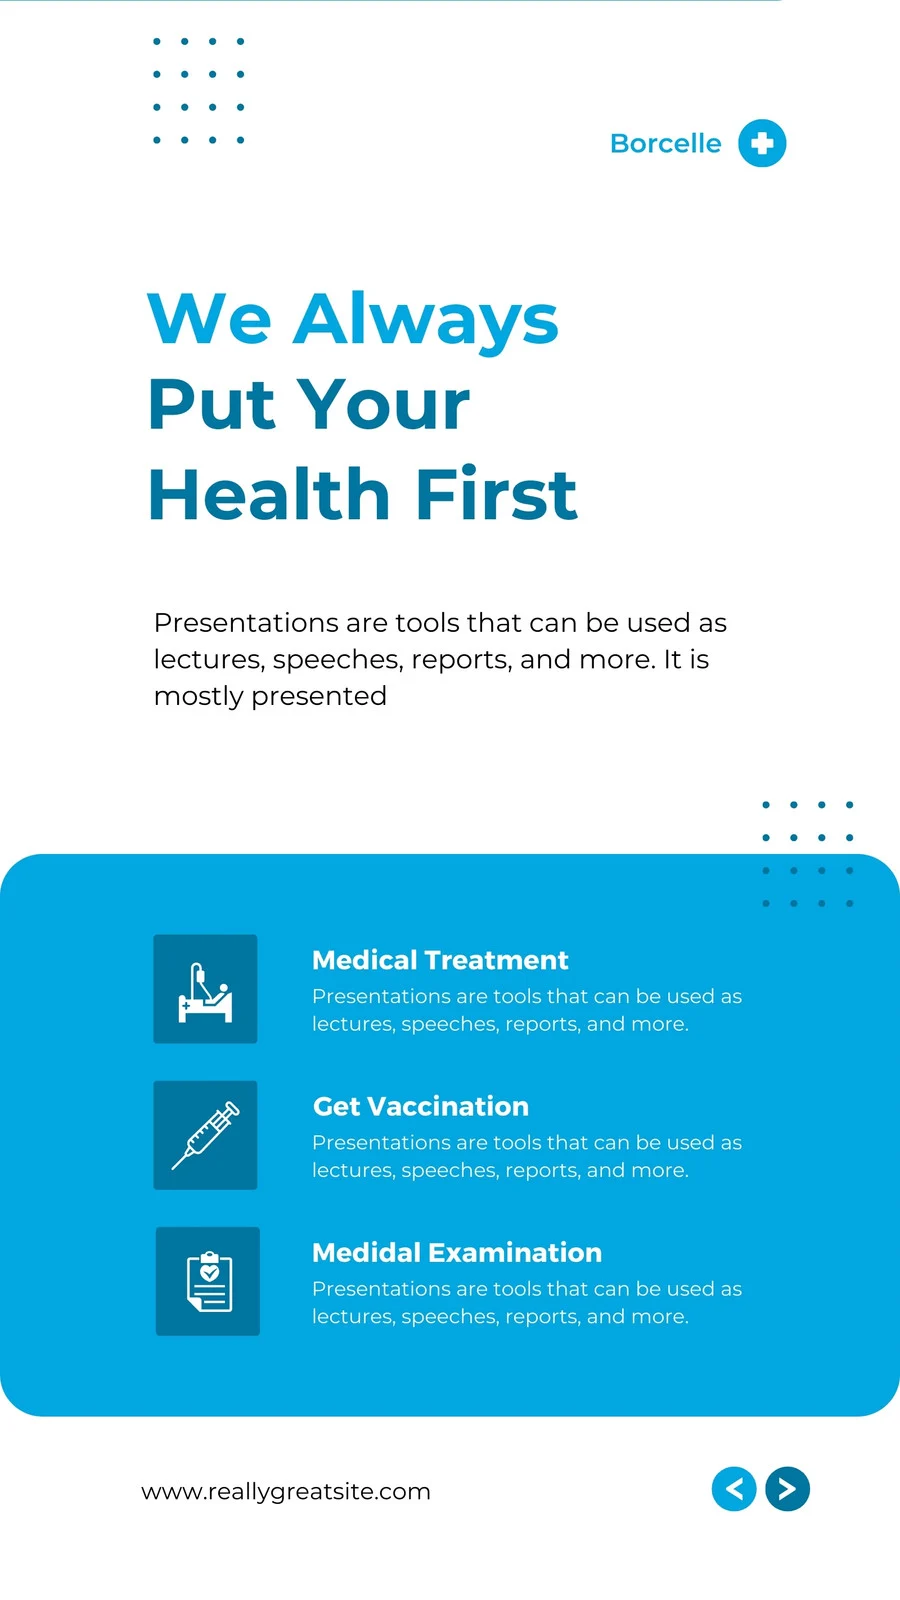 Borcelle
We Always
Put Your
Health First
Presentations are tools that can be used as
lectures, speeches, reports, and more. It is
mostly presented
Medical Treatment
Presentations are tools that can be used as
lectures, speeches, reports, and more.
Get Vaccination
Presentations are tools that can be used as
lectures, speeches, reports, and more.
Medidal Examination
Presentations are tools that can be used as
lectures, speeches, reports, and more.
www.reallygreatsite.com